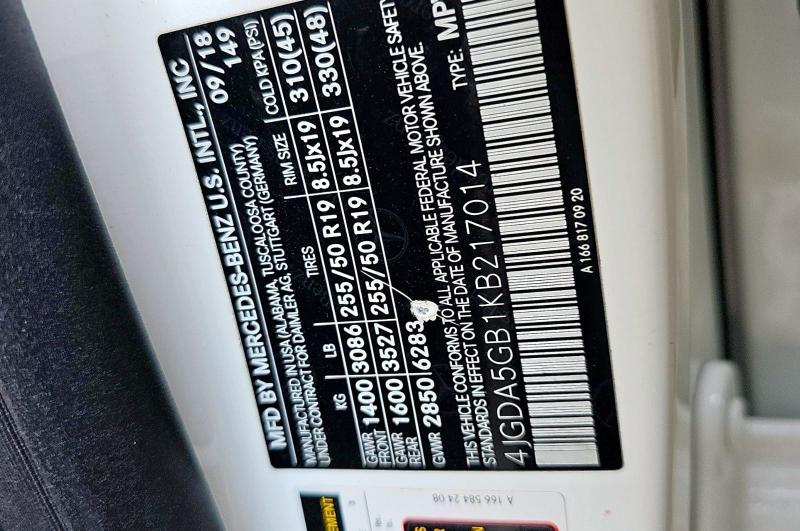 MFD BY MERCEDES-BENZ U.S. INTL., INC
09/18
MANUFACTURED IN USA (ALABAMA, TUSCALOOSA COUNTY) 149
UNDER CONTRACT FOR DAIMLER AG, STUTTGART (GERMANY)
KG LB TIRES RIM SIZE COLD KPA (PSI)
GAWR FRONT 1400 3086 255/50 R19 8.5Jx19 310(45)
GAWR REAR 1600 3527 255/50 R19 8.5Jx19 330(48)
GVWR 2850 6283
THIS VEHICLE CONFORMS TO ALL APPLICABLE FEDERAL MOTOR VEHICLE SAFETY
STANDARDS IN EFFECT ON THE DATE OF MANUFACTURE SHOWN ABOVE.
4JGDA5GB1KB217014 TYPE: MP
A 166 817 09 20
A 166 584 24 08